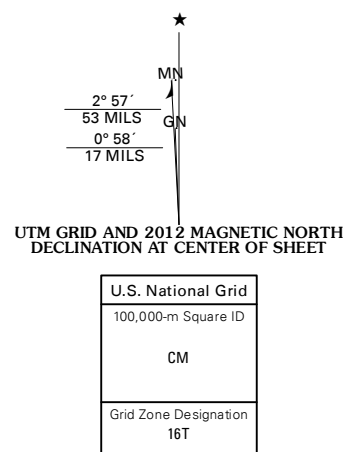 MN
2° 57´
53 MILS
GN
0° 58´
17 MILS
UTM GRID AND 2012 MAGNETIC NORTH
DECLINATION AT CENTER OF SHEET
U.S. National Grid
100,000-m Square ID
CM
Grid Zone Designation
16T